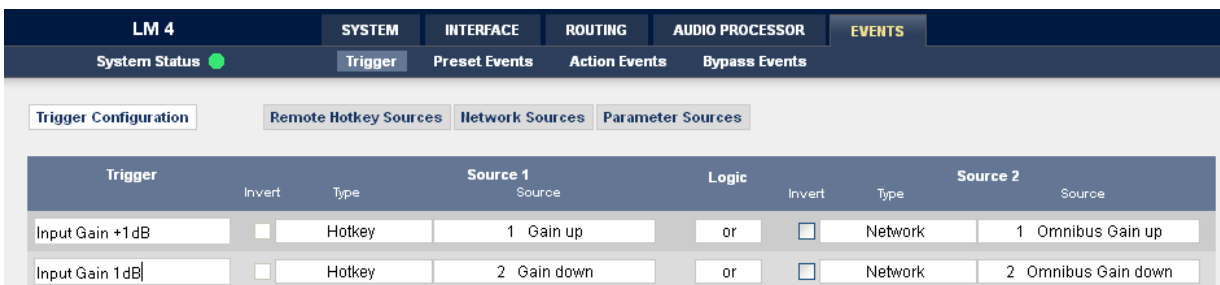 LM 4 SYSTEM INTERFACE ROUTING AUDIO PROCESSOR EVENTS
System Status Trigger Preset Events Action Events Bypass Events
Trigger Configuration Remote Hotkey Sources Network Sources Parameter Sources
Trigger Source 1 Logic Source 2
Invert Type Source Invert Type Source
Input Gain +1dB Hotkey 1 Gain up or Network 1 Omnibus Gain up
Input Gain 1dB Hotkey 2 Gain down or Network 2 Omnibus Gain down